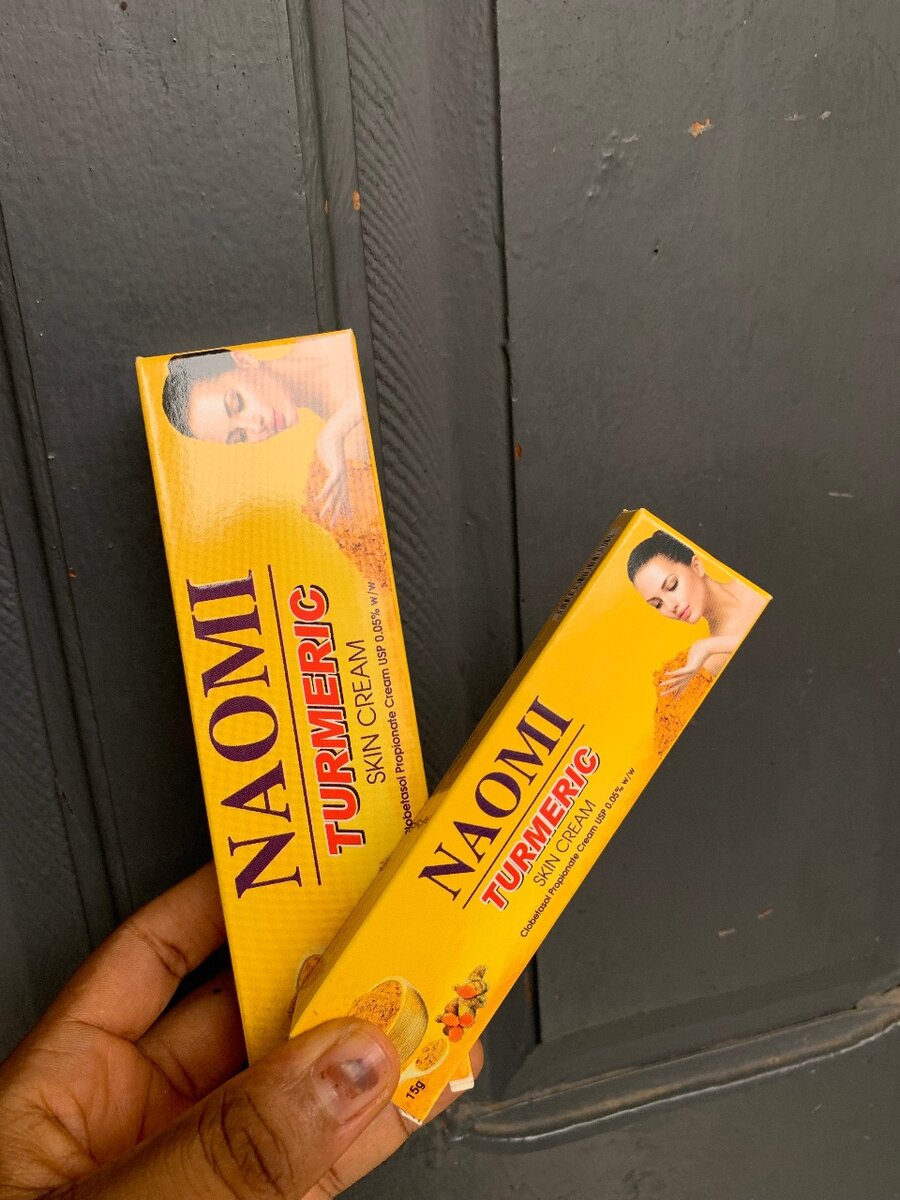 NAOMI
TURMERIC
SKIN CREAM
Clobetasol Propionate Cream USP 0.05% w/w
NAOMI
TURMERIC
SKIN CREAM
Clobetasol Propionate Cream USP 0.05% w/w
15g